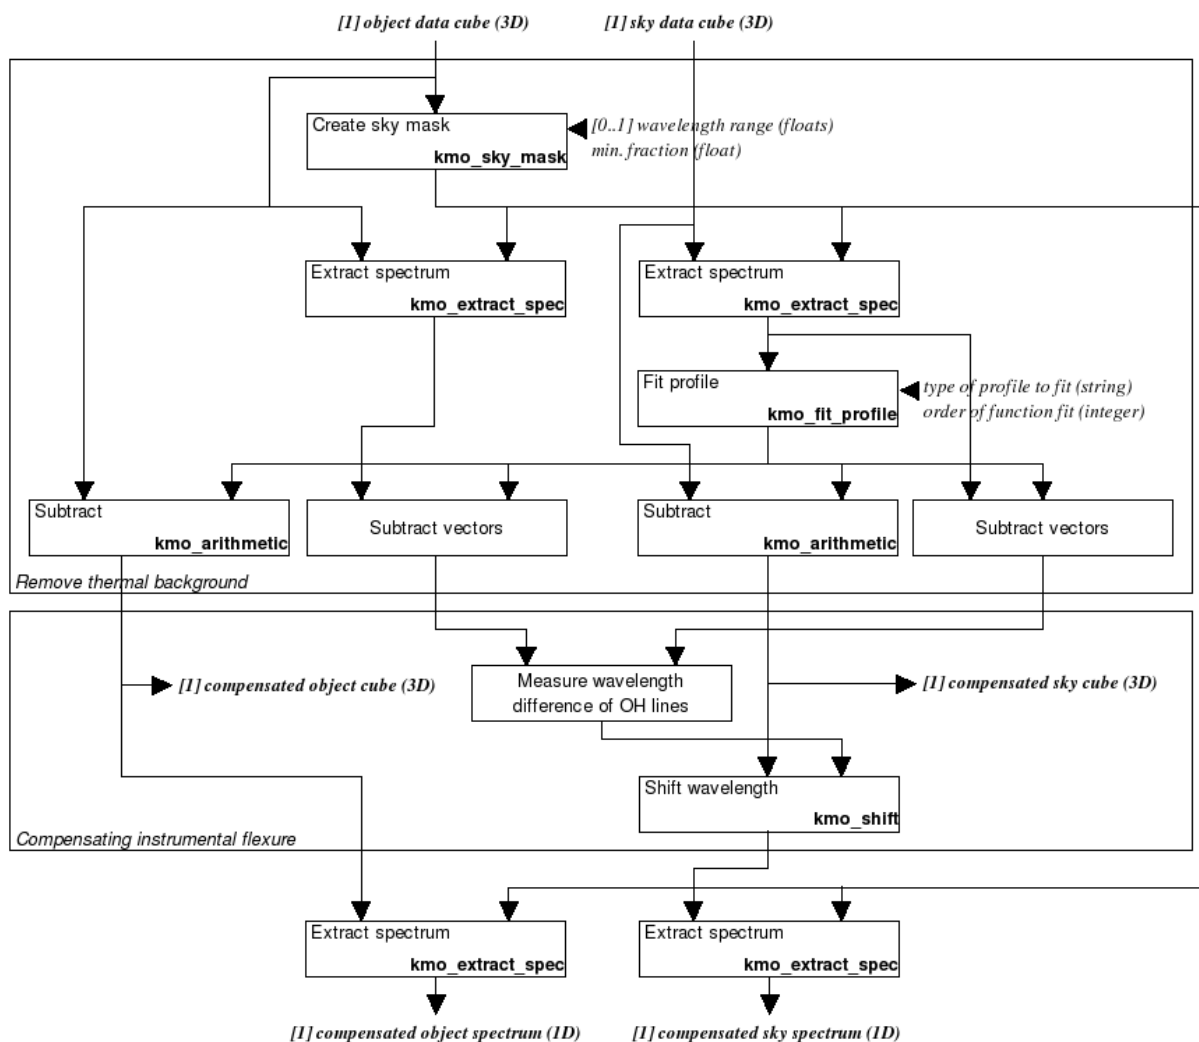 [1] object data cube (3D)
[1] sky data cube (3D)
Create sky mask
kmo_sky_mask
[0..1] wavelength range (floats)
min. fraction (float)
Extract spectrum
kmo_extract_spec
Extract spectrum
kmo_extract_spec
Fit profile
kmo_fit_profile
type of profile to fit (string)
order of function fit (integer)
Subtract
kmo_arithmetic
Subtract vectors
Subtract
kmo_arithmetic
Subtract vectors
Remove thermal background
[1] compensated object cube (3D)
Measure wavelength
difference of OH lines
[1] compensated sky cube (3D)
Shift wavelength
kmo_shift
Compensating instrumental flexure
Extract spectrum
kmo_extract_spec
Extract spectrum
kmo_extract_spec
[1] compensated object spectrum (1D)
[1] compensated sky spectrum (1D)